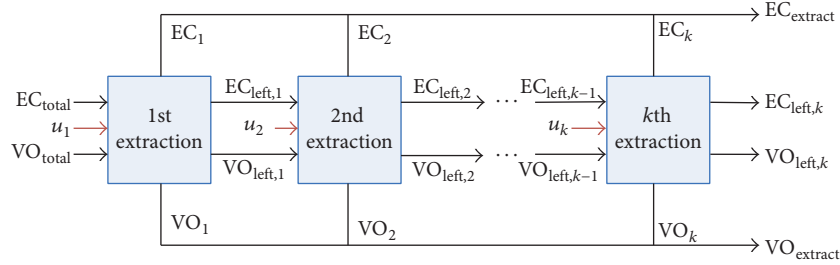 EC_extract
EC_1 EC_2 EC_k
EC_total EC_left,1 EC_left,2 ··· EC_left,k−1 EC_left,k
u_1 1st extraction u_2 2nd extraction u_k kth extraction
VO_total VO_left,1 VO_left,2 ··· VO_left,k−1 VO_left,k
VO_1 VO_2 VO_k
VO_extract